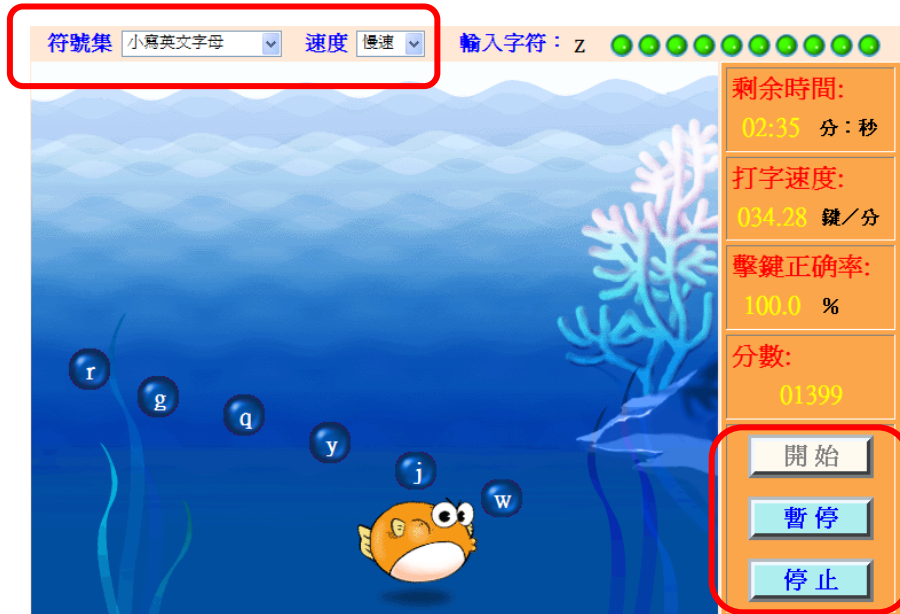 符號集 小寫英文字母 速度 慢速 輸入字符： z
剩余時間:
02:35 分：秒
打字速度:
034.28 鍵／分
擊鍵正确率:
100.0 %
分數:
01399
r
g
q
y
j
w
開始
暫停
停止